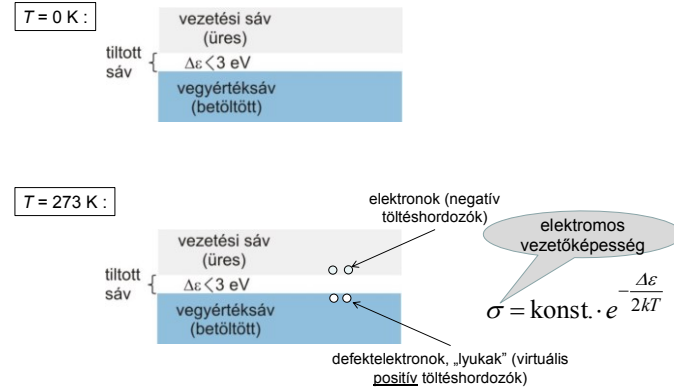 T = 0 K :
vezetési sáv
(üres)
tiltott
sáv
Δε<3 eV
vegyértéksáv
(betöltött)
T = 273 K :
elektronok (negatív
töltéshordozók)
elektromos
vezetőképesség
vezetési sáv
(üres)
tiltott
sáv
Δε<3 eV
vegyértéksáv
(betöltött)
σ = konst. · e^{-Δε/2kT}
defektelektronok, „lyukak” (virtuális
positív töltéshordozók)